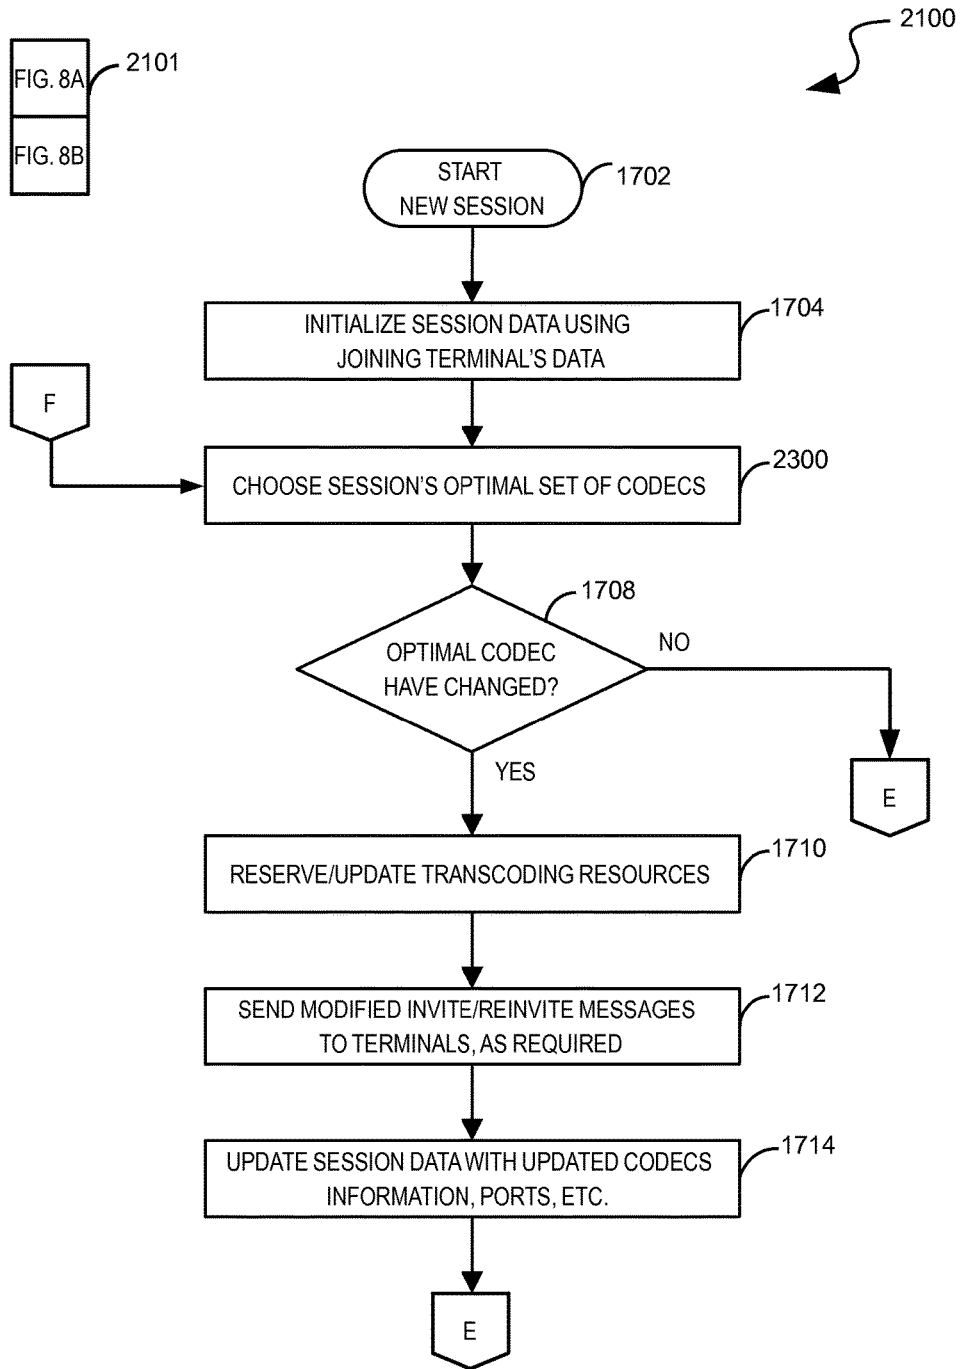 2100
FIG. 8A
2101
FIG. 8B
START
NEW SESSION
1702
INITIALIZE SESSION DATA USING
JOINING TERMINAL'S DATA
1704
F
CHOOSE SESSION'S OPTIMAL SET OF CODECS
2300
1708
OPTIMAL CODEC
HAVE CHANGED?
NO
YES
E
RESERVE/UPDATE TRANSCODING RESOURCES
1710
SEND MODIFIED INVITE/REINVITE MESSAGES
TO TERMINALS, AS REQUIRED
1712
UPDATE SESSION DATA WITH UPDATED CODECS
INFORMATION, PORTS, ETC.
1714
E